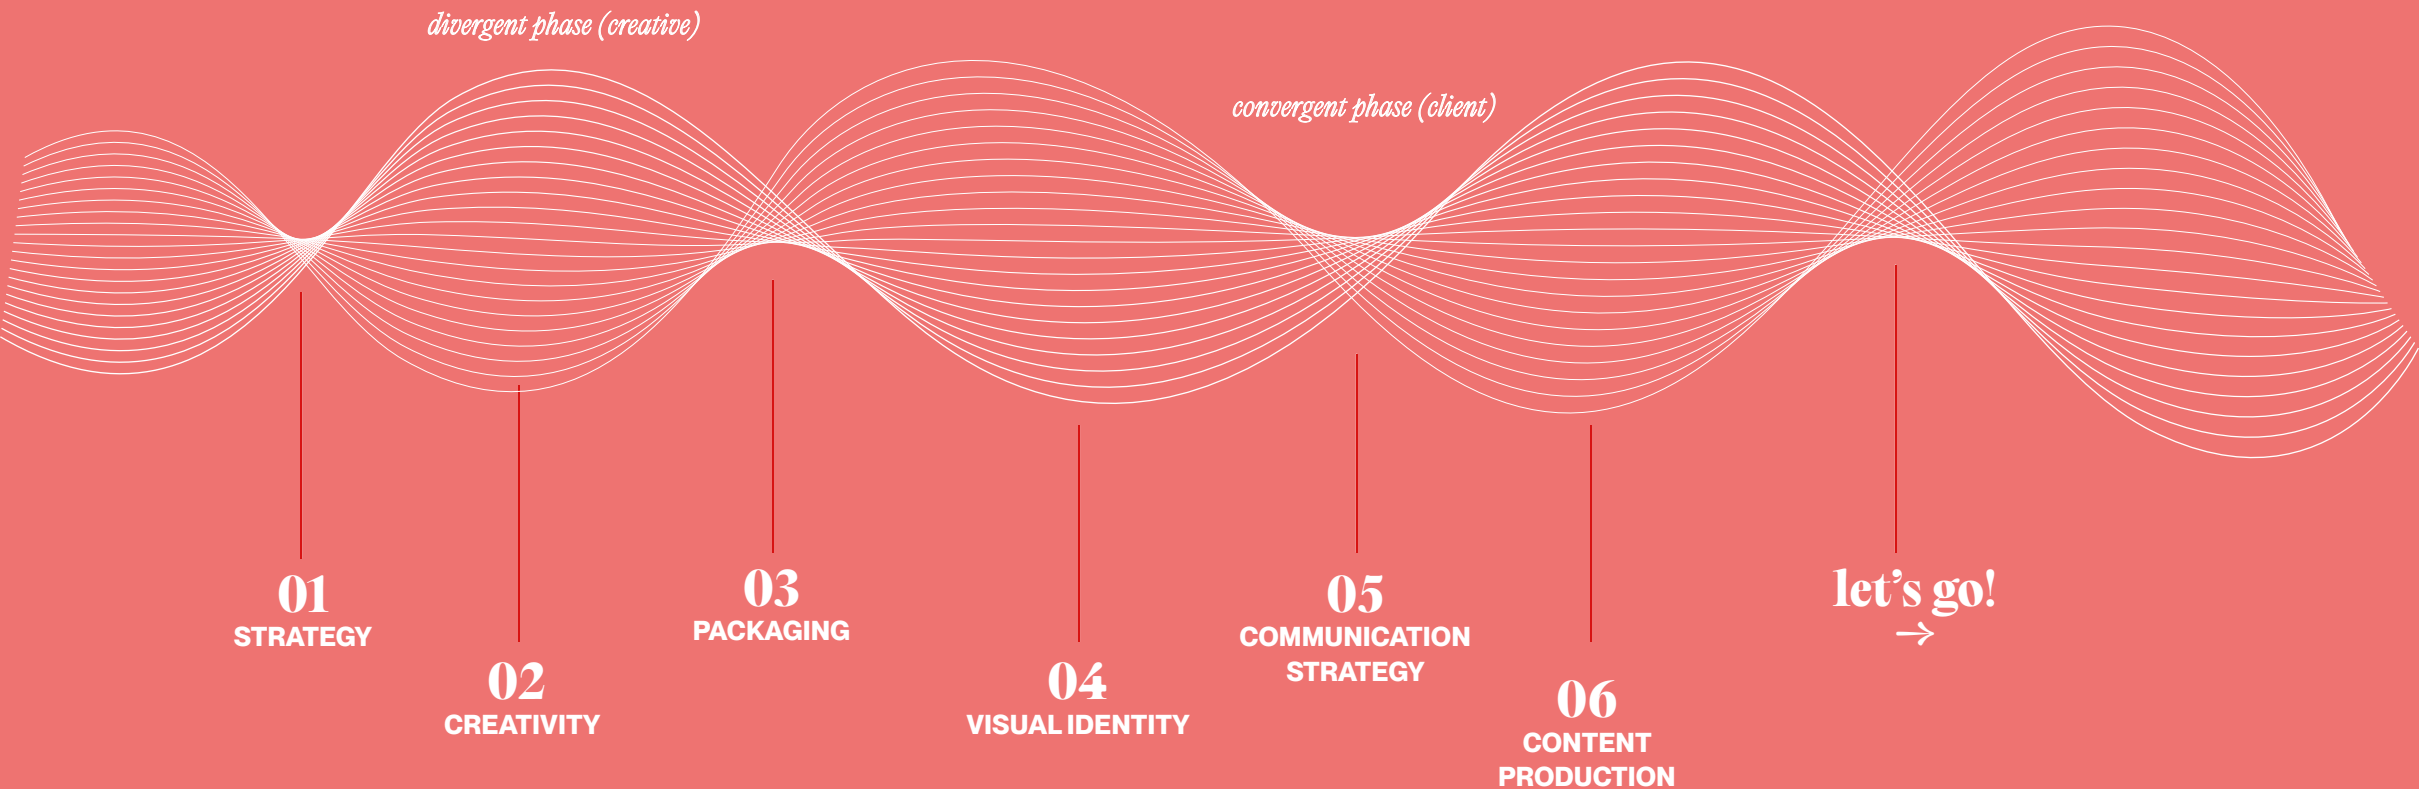 divergent phase (creative)
convergent phase (client)
01
STRATEGY
02
CREATIVITY
03
PACKAGING
04
VISUAL IDENTITY
05
COMMUNICATION
STRATEGY
06
CONTENT
PRODUCTION
let’s go!
→